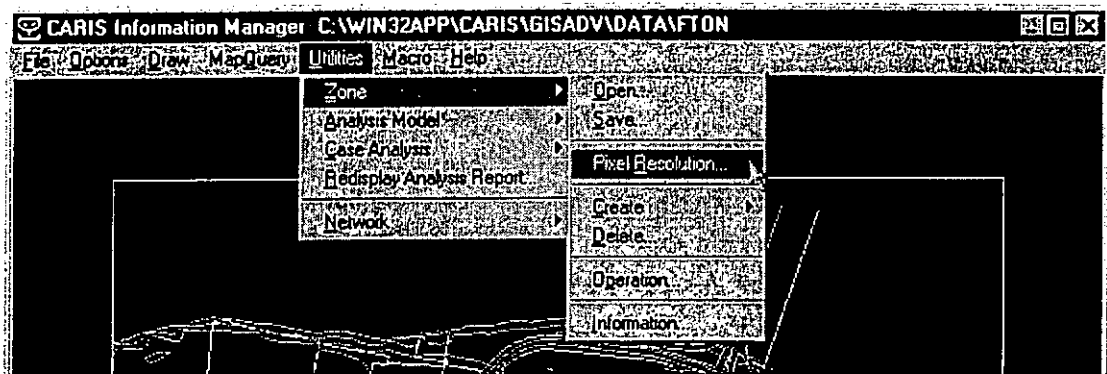 CARIS Information Manager C:\WIN32APP\CARIS\GISADV\DATA\FTON
File Options Draw MapQuery Utilities Macro Help
Zone
Analysis Model
Case Analysis
Redisplay Analysis Report...
Network
Open...
Save...
Pixel Resolution...
Create
Delete...
Operation...
Information...